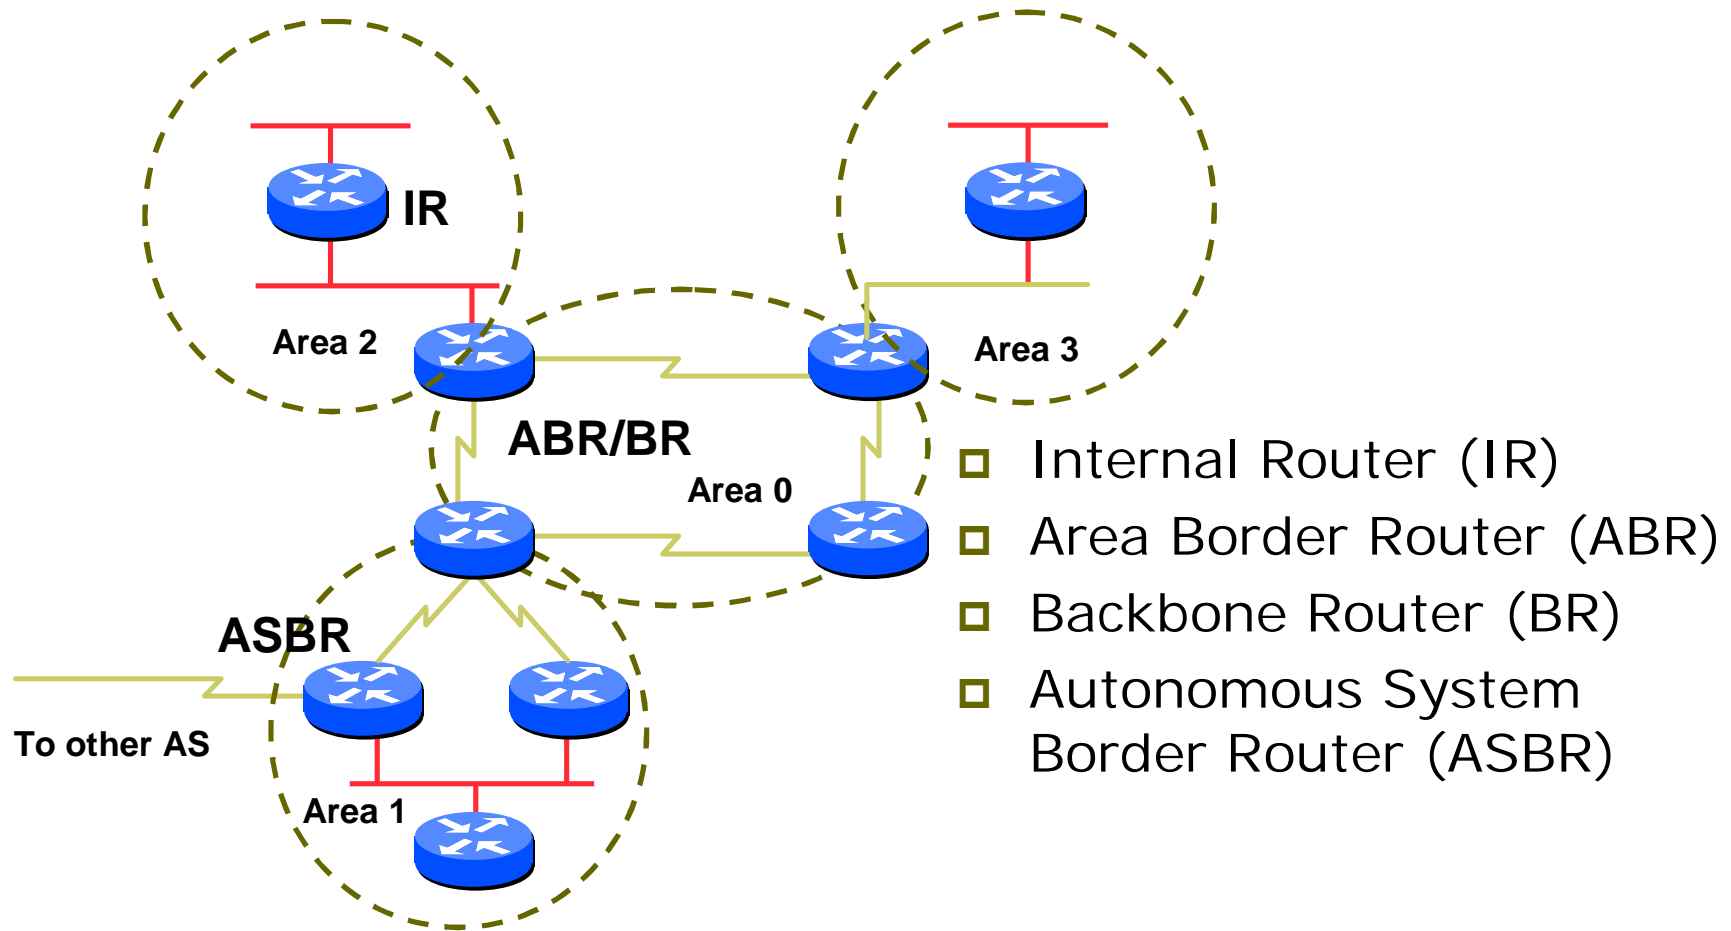 IR
Area 2
Area 3
ABR/BR
Area 0
ASBR
To other AS
Area 1
Internal Router (IR)
Area Border Router (ABR)
Backbone Router (BR)
Autonomous System
Border Router (ASBR)